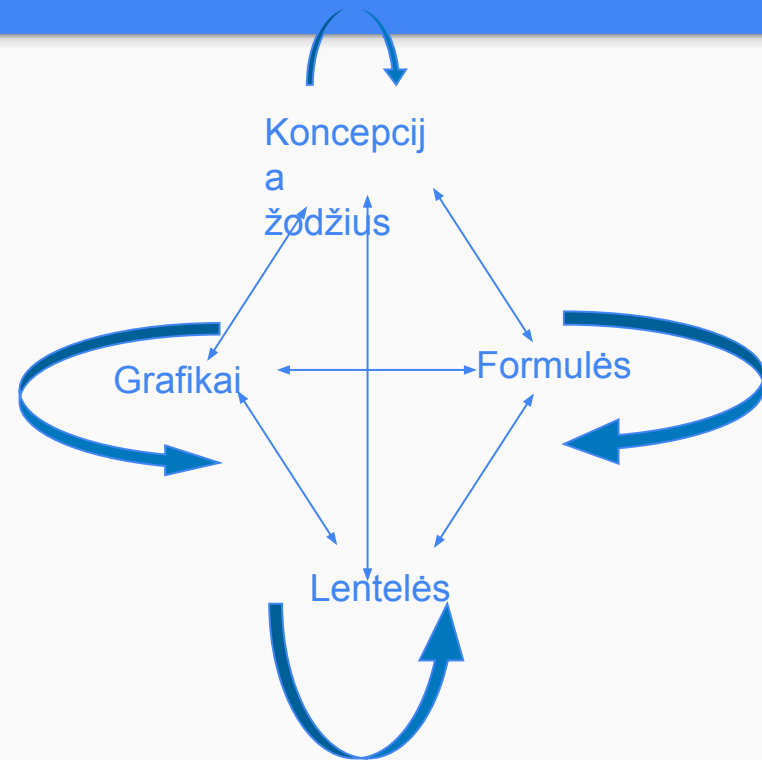 Koncepcij
a
žodžius
Grafikai
Formulės
Lentelės